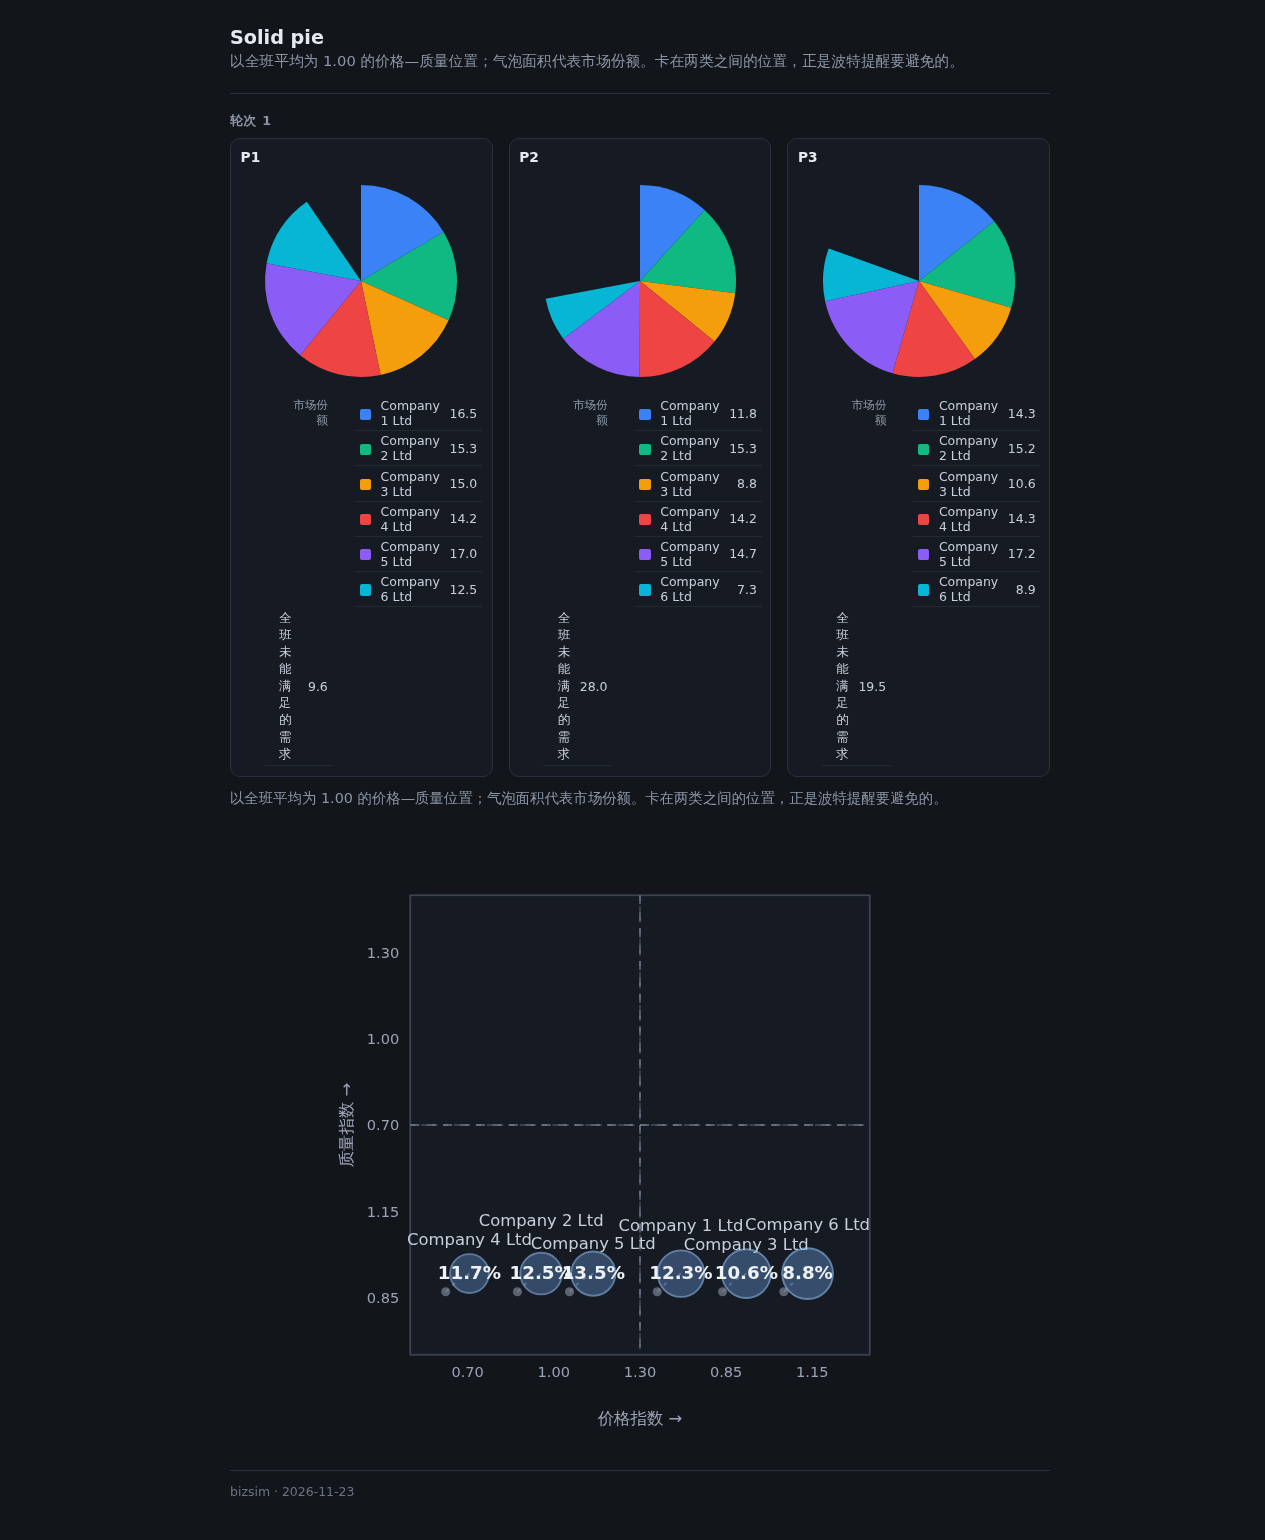 Solid pie
以全班平均为 1.00 的价格—质量位置；气泡面积代表市场份额。卡在两类之间的位置，正是波特提醒要避免的。
轮次 1
P1
市场份
额
Company
1 Ltd
16.5
Company
2 Ltd
15.3
Company
3 Ltd
15.0
Company
4 Ltd
14.2
Company
5 Ltd
17.0
Company
6 Ltd
12.5
全
班
未
能
满
足
的
需
求
9.6
P2
市场份
额
Company
1 Ltd
11.8
Company
2 Ltd
15.3
Company
3 Ltd
8.8
Company
4 Ltd
14.2
Company
5 Ltd
14.7
Company
6 Ltd
7.3
全
班
未
能
满
足
的
需
求
28.0
P3
市场份
额
Company
1 Ltd
14.3
Company
2 Ltd
15.2
Company
3 Ltd
10.6
Company
4 Ltd
14.3
Company
5 Ltd
17.2
Company
6 Ltd
8.9
全
班
未
能
满
足
的
需
求
19.5
以全班平均为 1.00 的价格—质量位置；气泡面积代表市场份额。卡在两类之间的位置，正是波特提醒要避免的。
1.30
1.00
0.70
1.15
0.85
质量指数 →
Company 4 Ltd
Company 2 Ltd
Company 5 Ltd
Company 1 Ltd
Company 3 Ltd
Company 6 Ltd
11.7%
12.5%
13.5%
12.3%
10.6%
8.8%
0.70
1.00
1.30
0.85
1.15
价格指数 →
bizsim · 2026-11-23